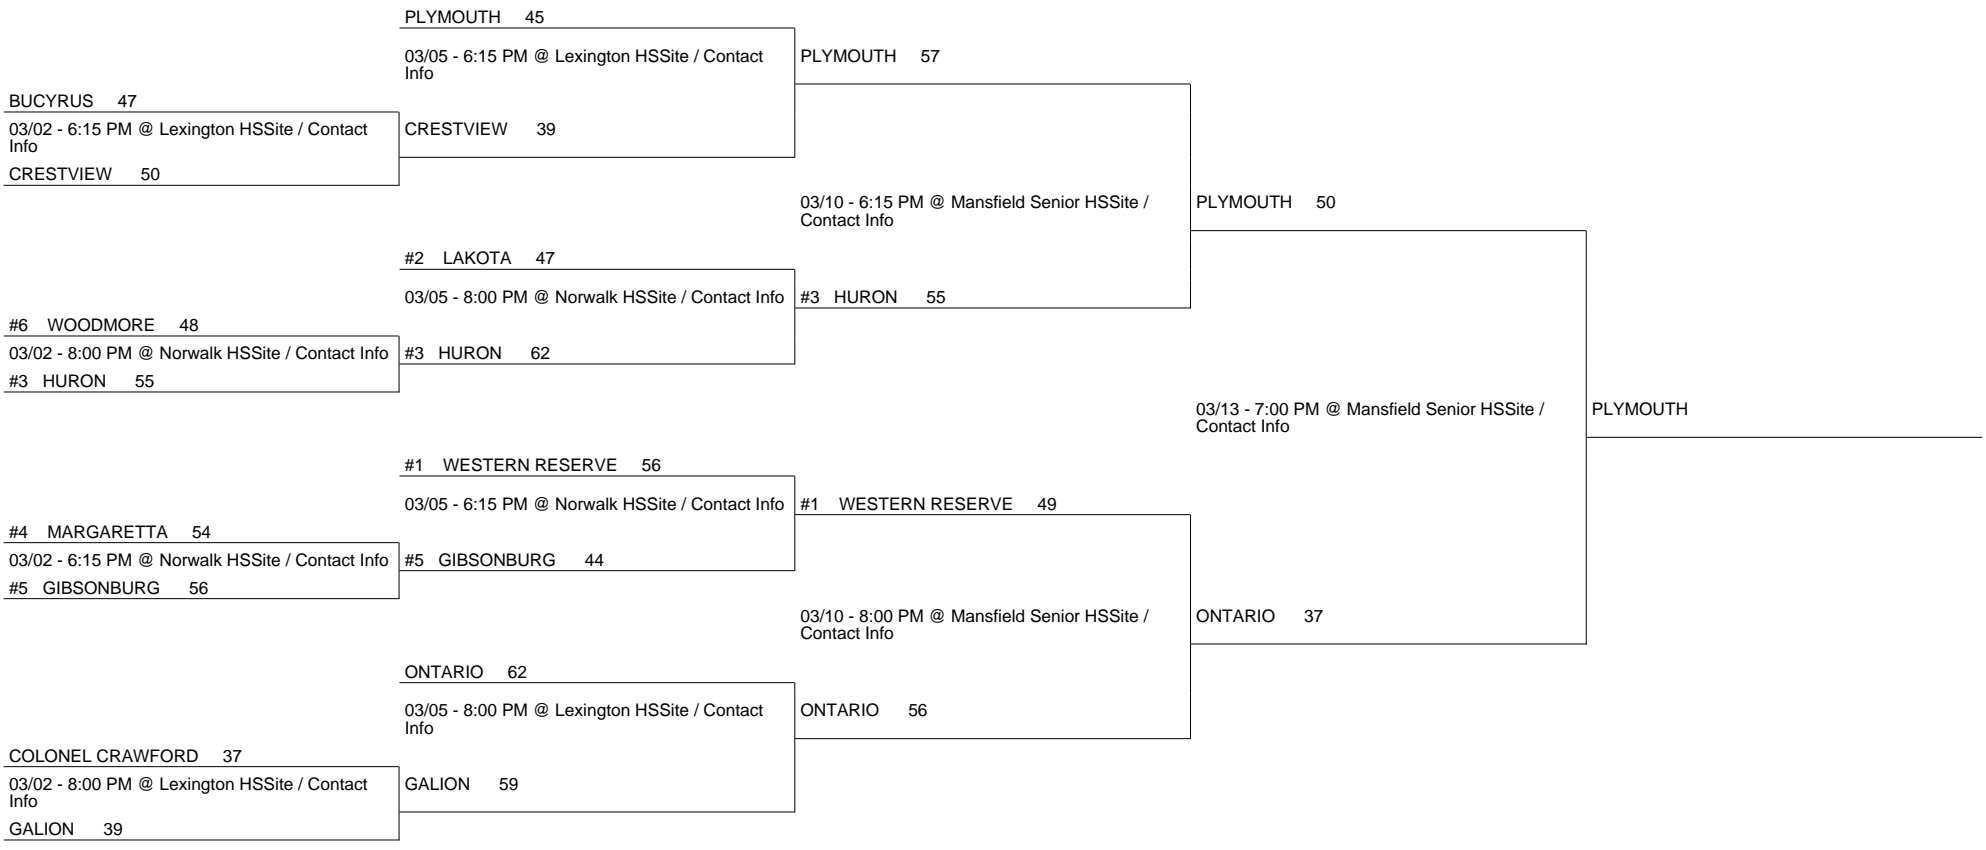 PLYMOUTH 45
03/05 - 6:15 PM @ Lexington HSSite / Contact
Info
PLYMOUTH 57
BUCYRUS 47
03/02 - 6:15 PM @ Lexington HSSite / Contact
Info
CRESTVIEW 39
CRESTVIEW 50
03/10 - 6:15 PM @ Mansfield Senior HSSite /
Contact Info
PLYMOUTH 50
#2 LAKOTA 47
03/05 - 8:00 PM @ Norwalk HSSite / Contact Info
#3 HURON 55
#6 WOODMORE 48
03/02 - 8:00 PM @ Norwalk HSSite / Contact Info
#3 HURON 62
#3 HURON 55
03/13 - 7:00 PM @ Mansfield Senior HSSite /
Contact Info
PLYMOUTH
#1 WESTERN RESERVE 56
03/05 - 6:15 PM @ Norwalk HSSite / Contact Info
#1 WESTERN RESERVE 49
#4 MARGARETTA 54
03/02 - 6:15 PM @ Norwalk HSSite / Contact Info
#5 GIBSONBURG 44
#5 GIBSONBURG 56
03/10 - 8:00 PM @ Mansfield Senior HSSite /
Contact Info
ONTARIO 37
ONTARIO 62
03/05 - 8:00 PM @ Lexington HSSite / Contact
Info
ONTARIO 56
COLONEL CRAWFORD 37
03/02 - 8:00 PM @ Lexington HSSite / Contact
Info
GALION 59
GALION 39